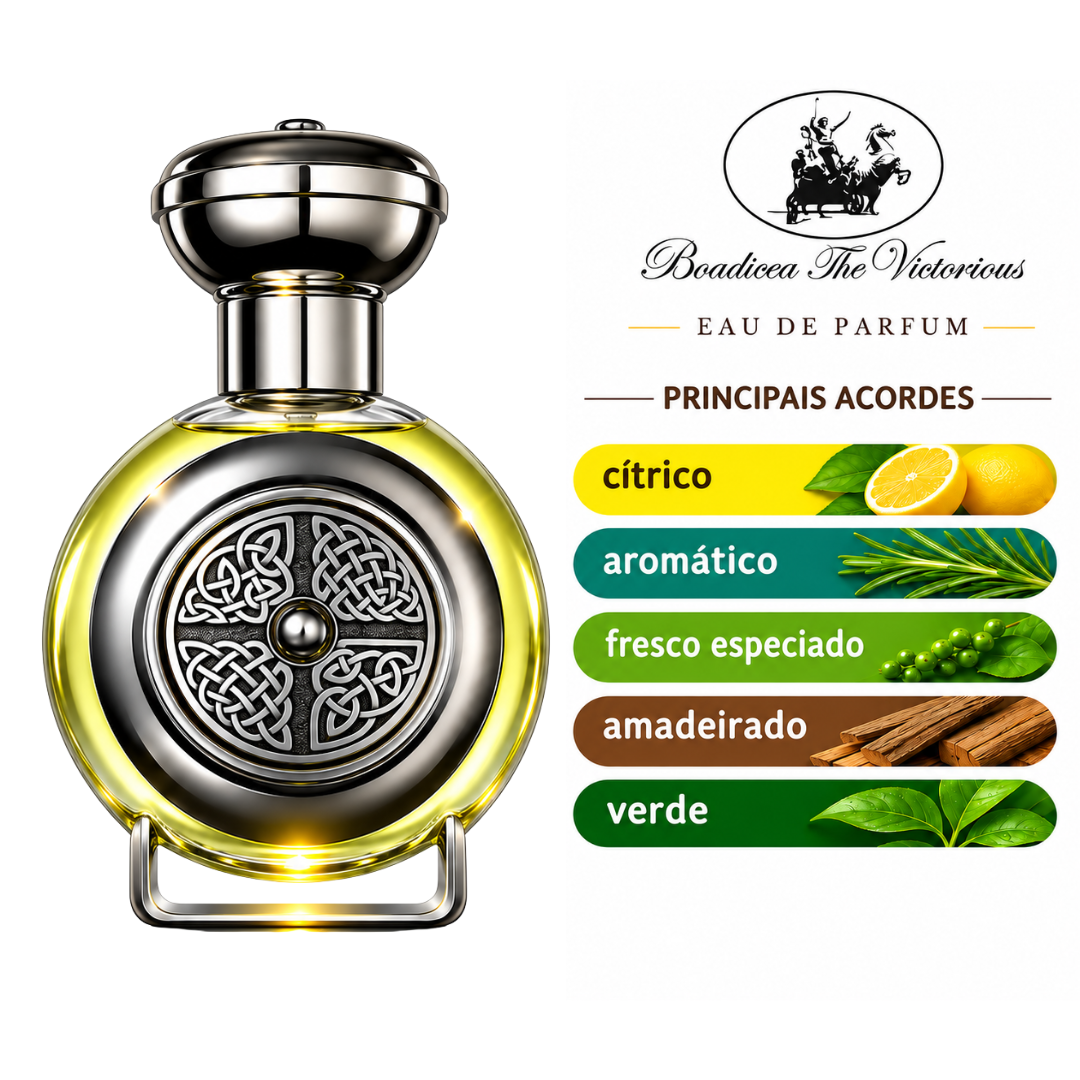 Boadicea The Victorious
EAU DE PARFUM
PRINCIPAIS ACORDES
cítrico
aromático
fresco especiado
amadeirado
verde